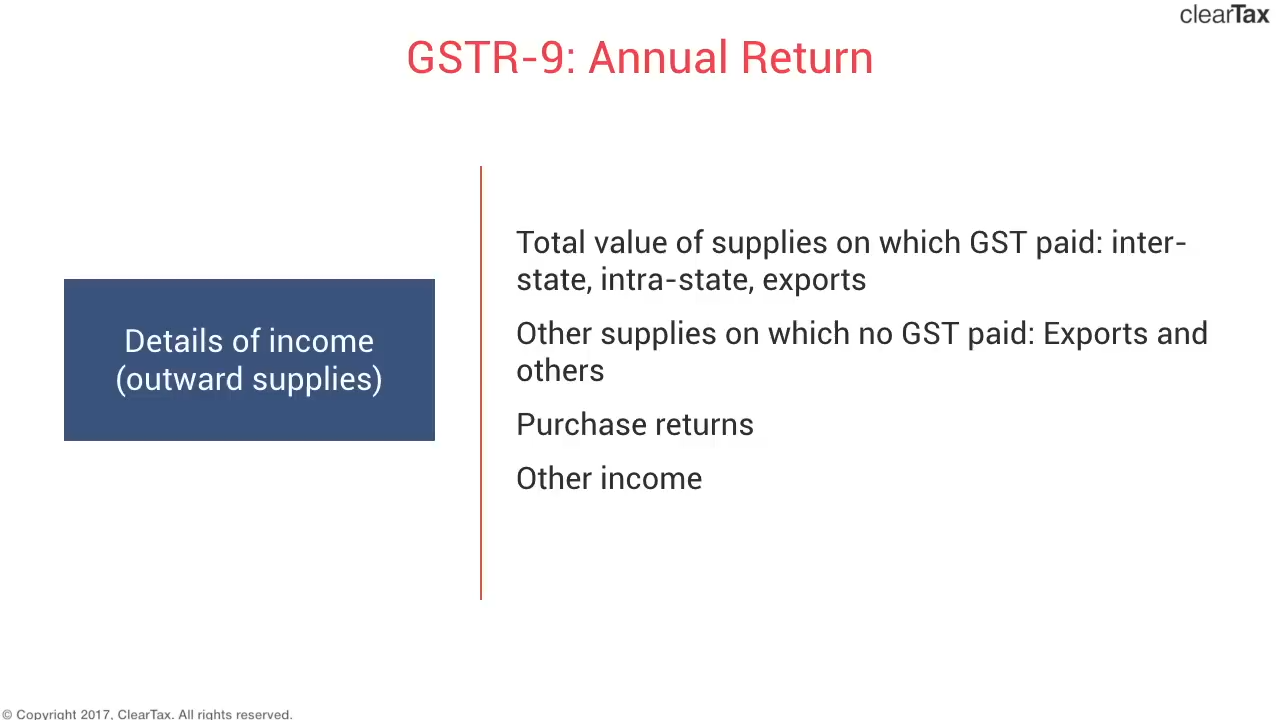 clearTax
GSTR-9: Annual Return
Details of income
(outward supplies)
Total value of supplies on which GST paid: inter-
state, intra-state, exports
Other supplies on which no GST paid: Exports and
others
Purchase returns
Other income
© Copyright 2017, ClearTax. All rights reserved.